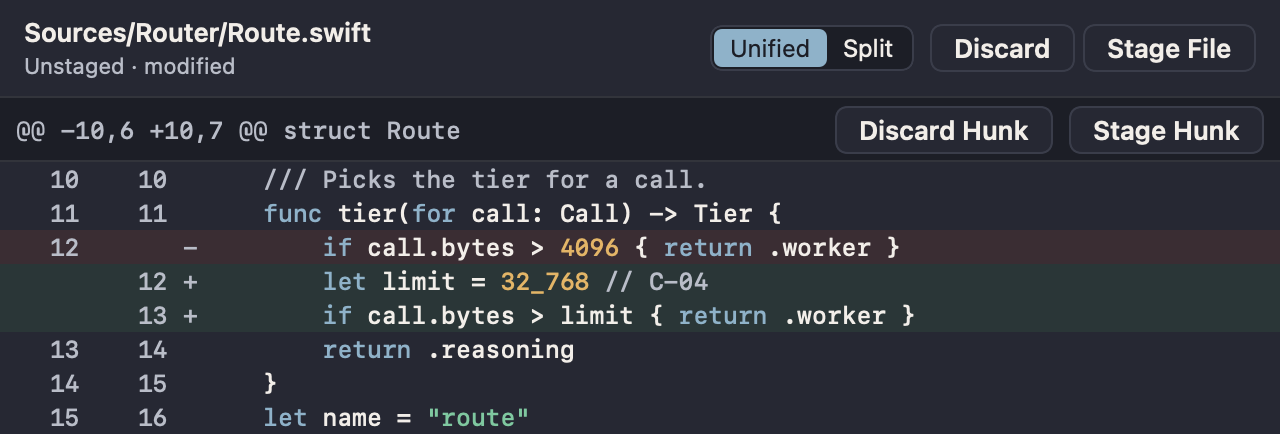 Sources/Router/Route.swift
Unstaged · modified
Unified Split Discard Stage File
@@ -10,6 +10,7 @@ struct Route
Discard Hunk Stage Hunk
10 10 /// Picks the tier for a call.
11 11 func tier(for call: Call) -> Tier {
12 - if call.bytes > 4096 { return .worker }
12 + let limit = 32_768 // C-04
13 + if call.bytes > limit { return .worker }
13 14 return .reasoning
14 15 }
15 16 let name = "route"